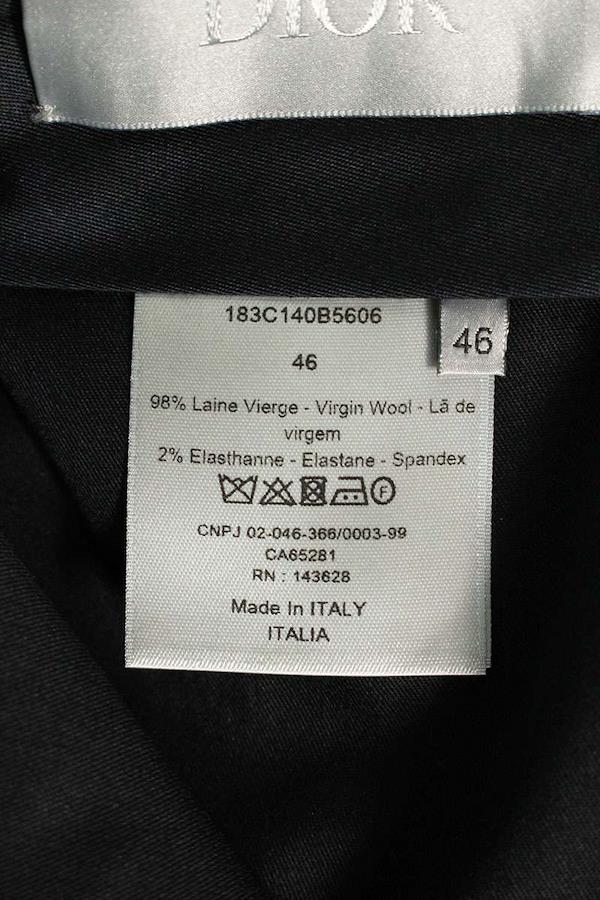 DIOR
183C140B5606
46
46
98% Laine Vierge - Virgin Wool - Lã de
virgem
2% Elasthanne - Elastane - Spandex
F
CNPJ 02-046-366/0003-99
CA65281
RN : 143628
Made In ITALY
ITALIA